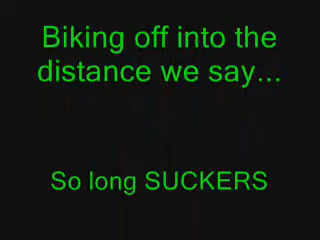 Biking off into the
distance we say...
So long SUCKERS